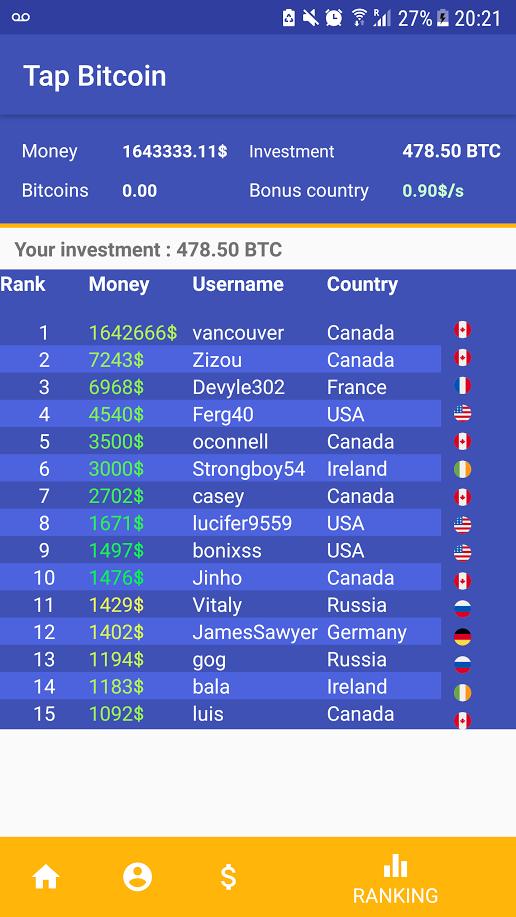 R 27% 20:21
Tap Bitcoin
Money 1643333.11$ Investment 478.50 BTC
Bitcoins 0.00 Bonus country 0.90$/s
Your investment : 478.50 BTC
Rank Money Username Country
1 1642666$ vancouver Canada
2 7243$ Zizou Canada
3 6968$ Devyle302 France
4 4540$ Ferg40 USA
5 3500$ oconnell Canada
6 3000$ Strongboy54 Ireland
7 2702$ casey Canada
8 1671$ lucifer9559 USA
9 1497$ bonixss USA
10 1476$ Jinho Canada
11 1429$ Vitaly Russia
12 1402$ JamesSawyer Germany
13 1194$ gog Russia
14 1183$ bala Ireland
15 1092$ luis Canada
$
RANKING